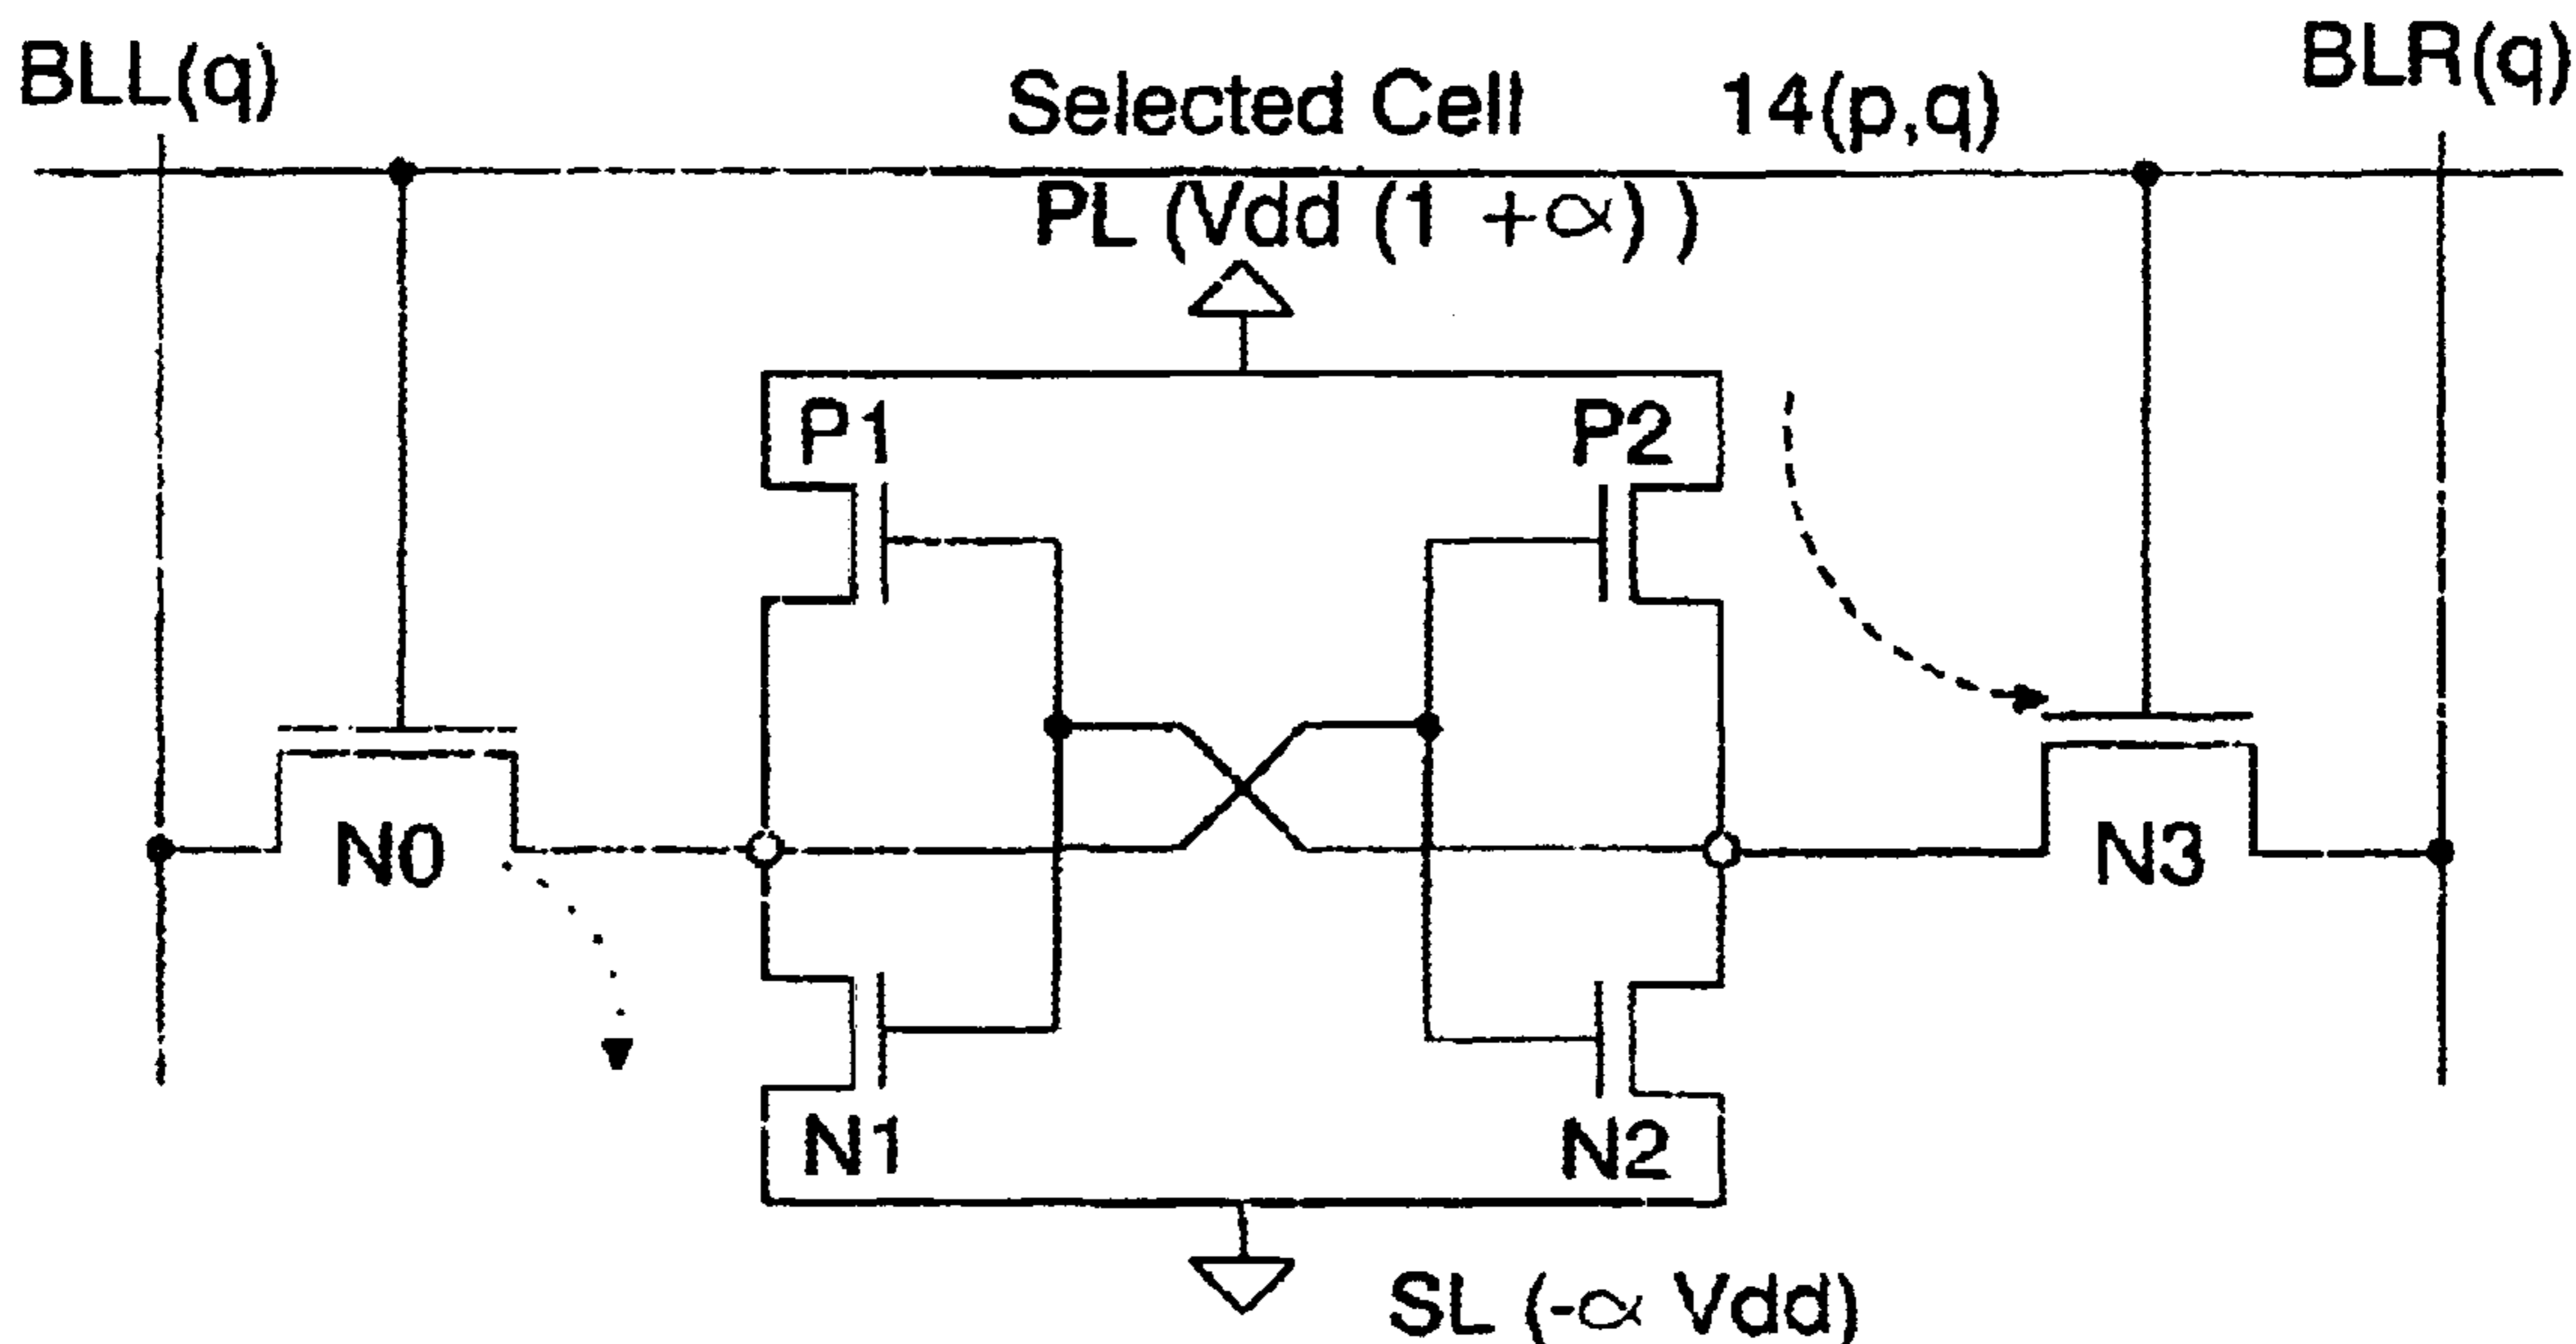 BLL(q)
Selected Cell 14(p,q)
BLR(q)
PL (Vdd (1 +α) )
P1
P2
N0
N3
N1
N2
SL (-α Vdd)